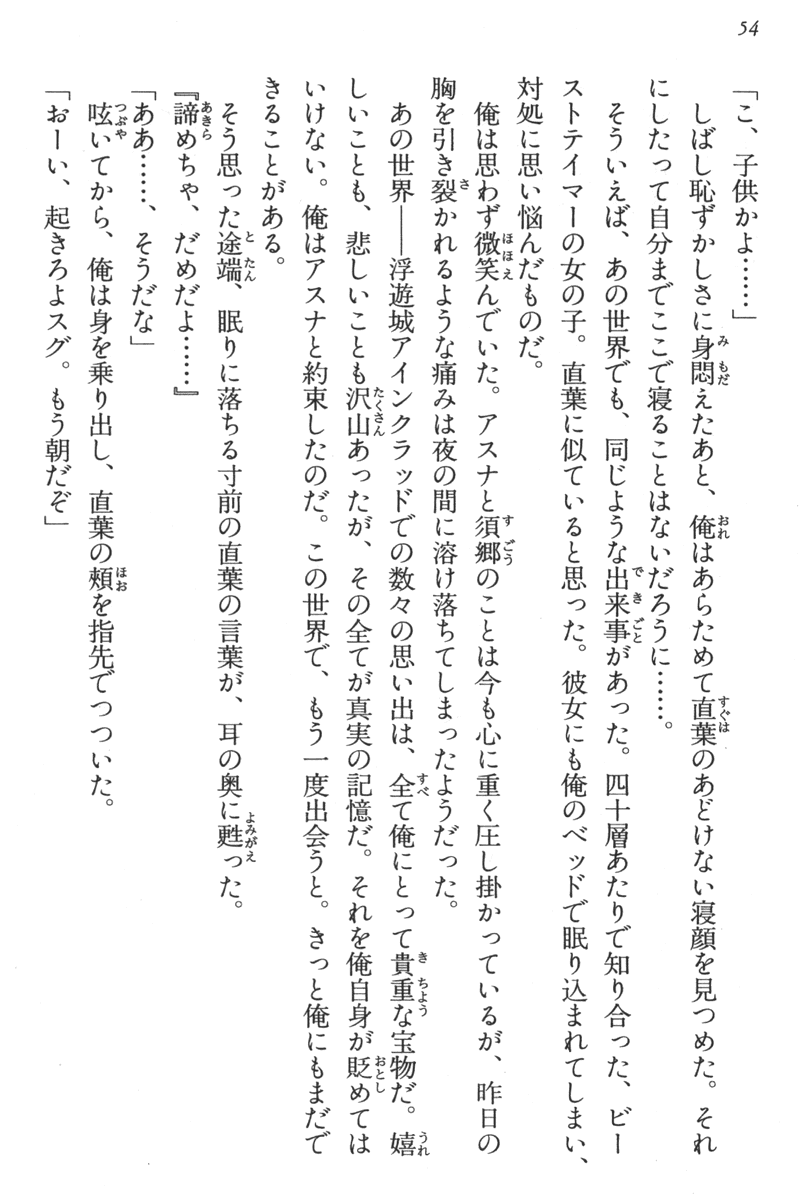 54
「こ、子供かよ……」
　しばし恥ずかしさに身悶えたあと、俺はあらためて直葉のあどけない寝顔を見つめた。それ
にしたって自分までここで寝ることはないだろうに……。
　そういえば、あの世界でも、同じような出来事があった。四十層あたりで知り合った、ビー
ストテイマーの女の子。直葉に似ていると思った。彼女にも俺のベッドで眠り込まれてしまい、
対処に思い悩んだものだ。
　俺は思わず微笑んでいた。アスナと須郷のことは今も心に重く圧し掛かっているが、昨日の
胸を引き裂かれるような痛みは夜の間に溶け落ちてしまったようだった。
　あの世界――浮遊城アインクラッドでの数々の思い出は、全て俺にとって貴重な宝物だ。嬉
しいことも、悲しいことも沢山あったが、その全てが真実の記憶だ。それを俺自身が貶めては
いけない。俺はアスナと約束したのだ。この世界で、もう一度出会うと。きっと俺にもまだで
きることがある。
　そう思った途端、眠りに落ちる寸前の直葉の言葉が、耳の奥に甦った。
『諦めちゃ、だめだよ……』
「ああ……、そうだな」
　呟いてから、俺は身を乗り出し、直葉の頬を指先でつついた。
「おーい、起きろよスグ。もう朝だぞ」